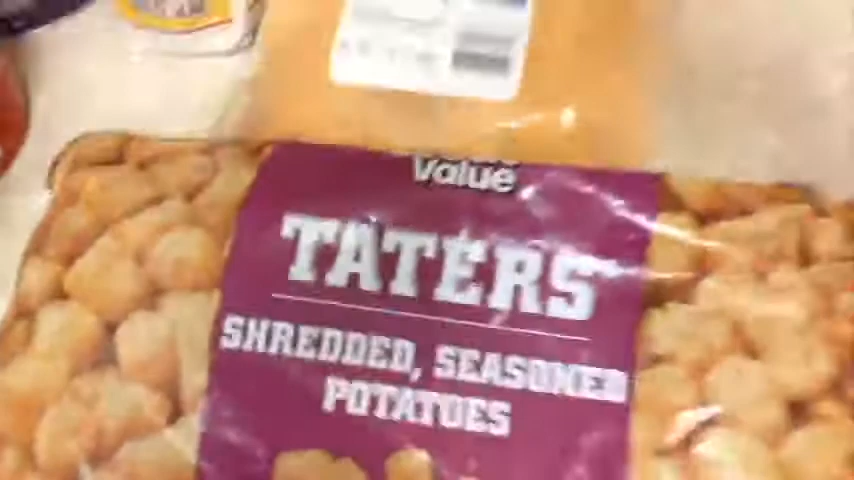 Value
TATERS
SHREDDED, SEASONED
POTATOES